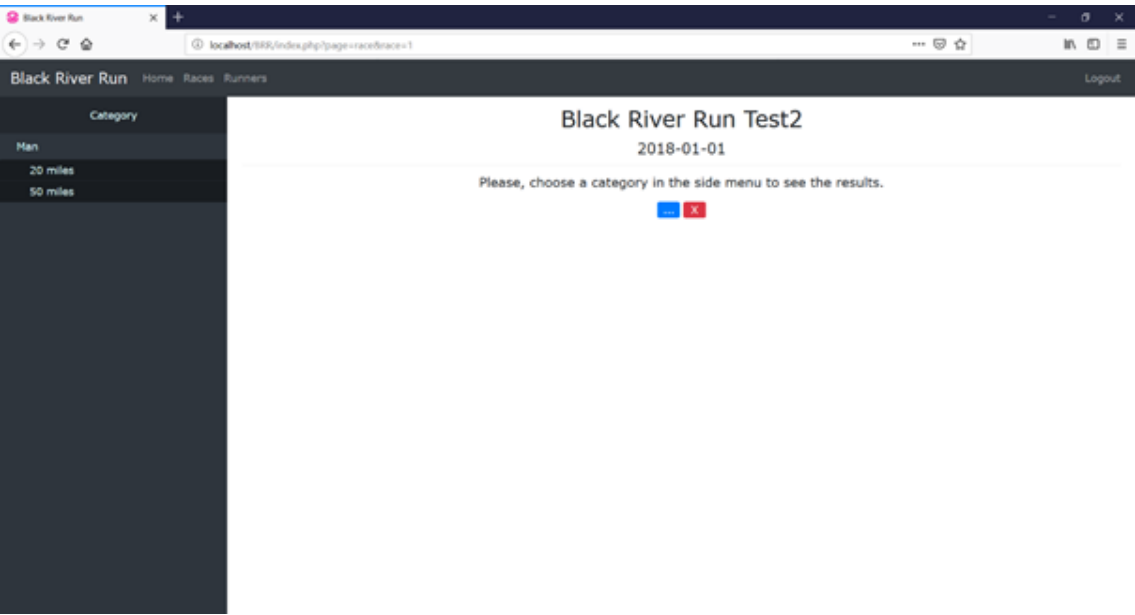 Black River Run
localhost/BRR/index.php?page=race&race=1
Black River Run Home Races Runners Logout
Category
Man
20 miles
50 miles
Black River Run Test2
2018-01-01
Please, choose a category in the side menu to see the results.
... X